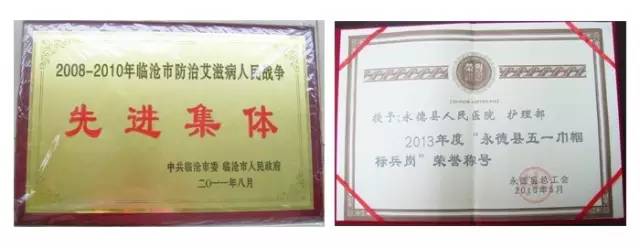 2008-2010年临沧市防治艾滋病人民战争
先进集体
中共临沧市委 临沧市人民政府
二〇一一年八月
授予:永德县人民医院 护理部
2013年度“永德县五一巾帼
标兵岗”荣誉称号
永德县总工会